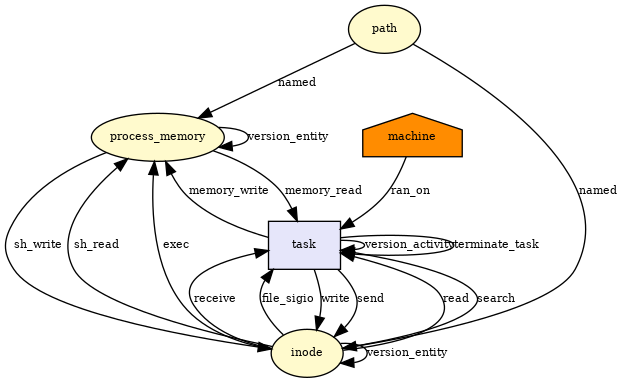 path
named
process_memory
version_entity
machine
memory_write
memory_read
ran_on
named
sh_write
sh_read
exec
task
version_activity
terminate_task
receive
file_sigio
write
send
read
search
inode
version_entity